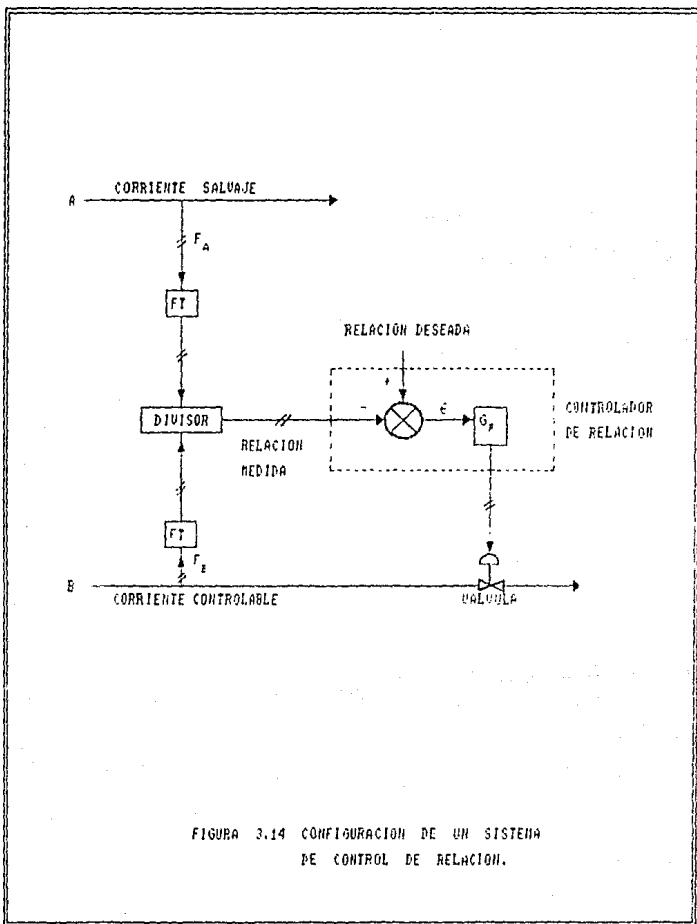 CORRIENTE SALVAJE
A
F_A
FT
RELACION DESEADA
+
DIVISOR
-
Є
G_F
CONTROLADOR
DE RELACION
RELACION
MEDIDA
FT
F_B
B
CORRIENTE CONTROLABLE
VALVULA
FIGURA 3.14 CONFIGURACION DE UN SISTEMA
DE CONTROL DE RELACION.